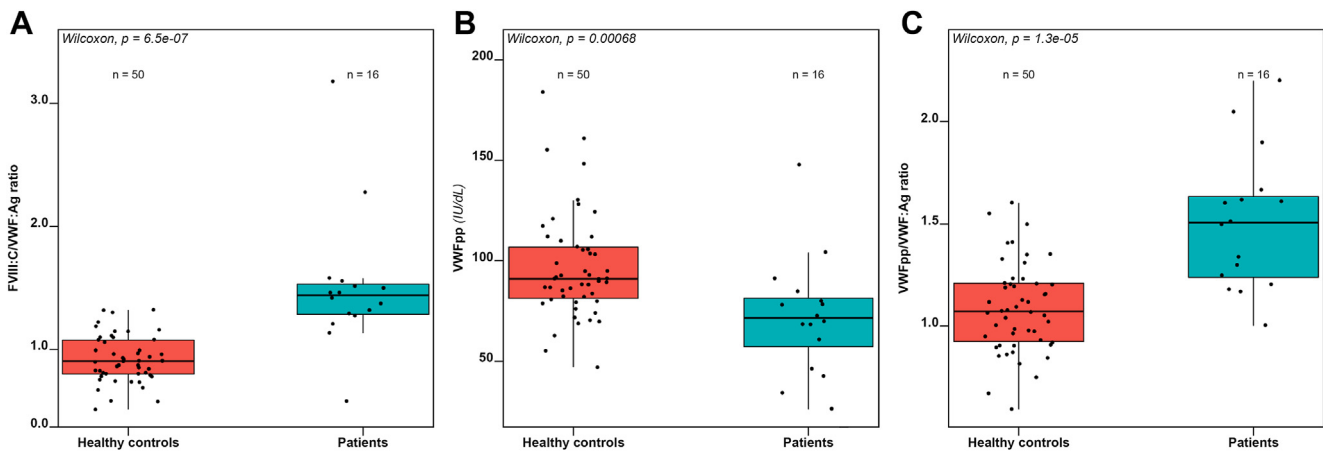 A
Wilcoxon, p = 6.5e-07
n = 50
n = 16
3.0
2.0
1.0
0.0
FVIII:C/VWF:Ag ratio
Healthy controls
Patients
B
Wilcoxon, p = 0.00068
n = 50
n = 16
200
150
100
50
VWFpp (IU/dL)
Healthy controls
Patients
C
Wilcoxon, p = 1.3e-05
n = 50
n = 16
2.0
1.5
1.0
VWFpp/VWF:Ag ratio
Healthy controls
Patients